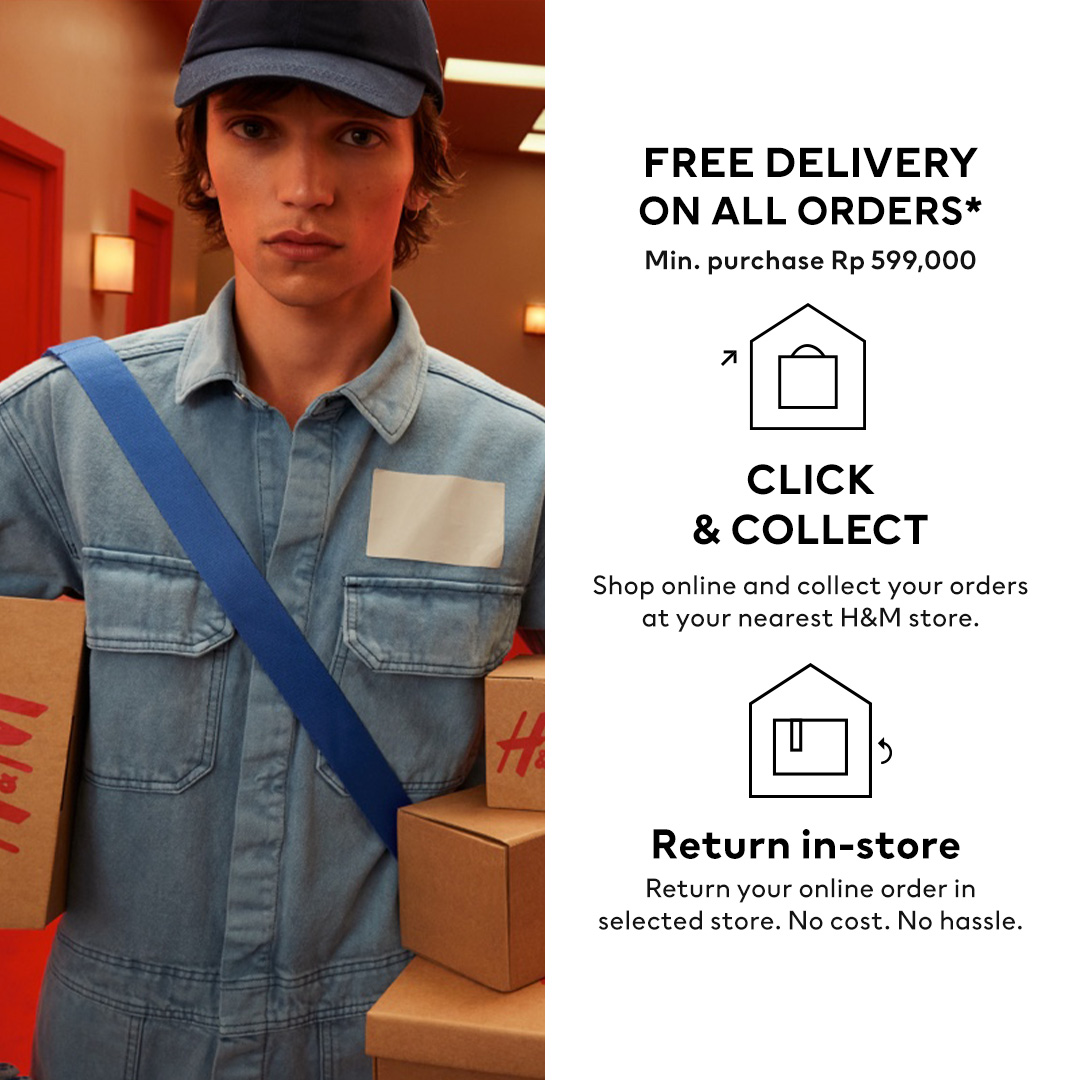 FREE DELIVERY
ON ALL ORDERS*
Min. purchase Rp 599,000
CLICK
& COLLECT
Shop online and collect your orders
at your nearest H&M store.
Return in-store
Return your online order in
selected store. No cost. No hassle.
H&M
H&